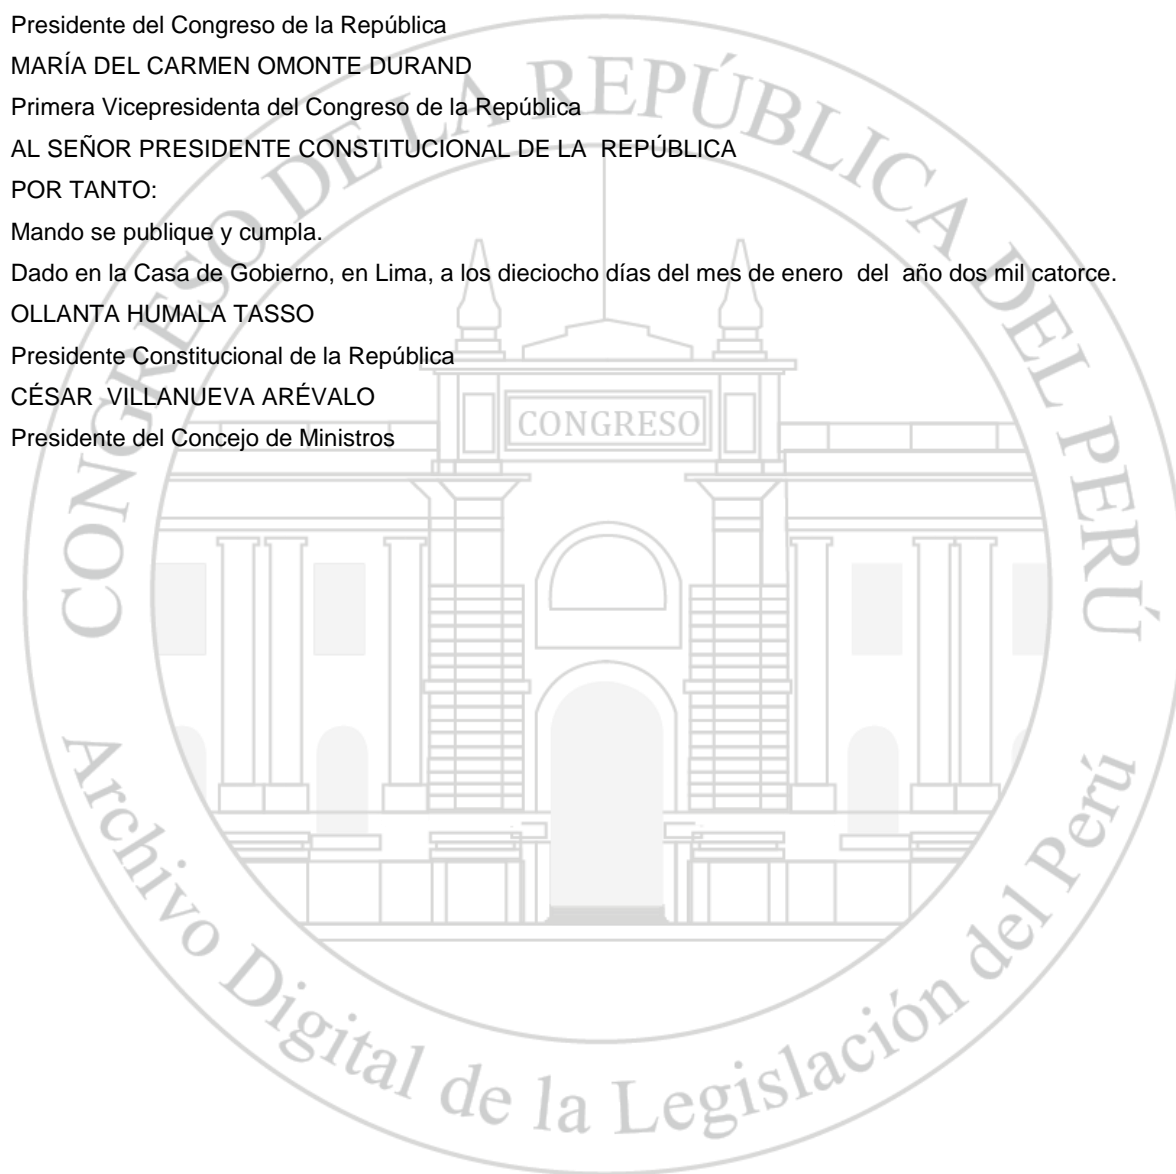 Presidente del Congreso de la República
MARÍA DEL CARMEN OMONTE DURAND
Primera Vicepresidenta del Congreso de la República
AL SEÑOR PRESIDENTE CONSTITUCIONAL DE LA  REPÚBLICA
POR TANTO:
Mando se publique y cumpla.
Dado en la Casa de Gobierno, en Lima, a los dieciocho días del mes de enero  del  año dos mil catorce.
OLLANTA HUMALA TASSO
Presidente Constitucional de la República
CÉSAR  VILLANUEVA ARÉVALO
Presidente del Concejo de Ministros
CONGRESO DE LA REPÚBLICA DEL PERÚ
CONGRESO
Archivo Digital de la Legislación del Perú